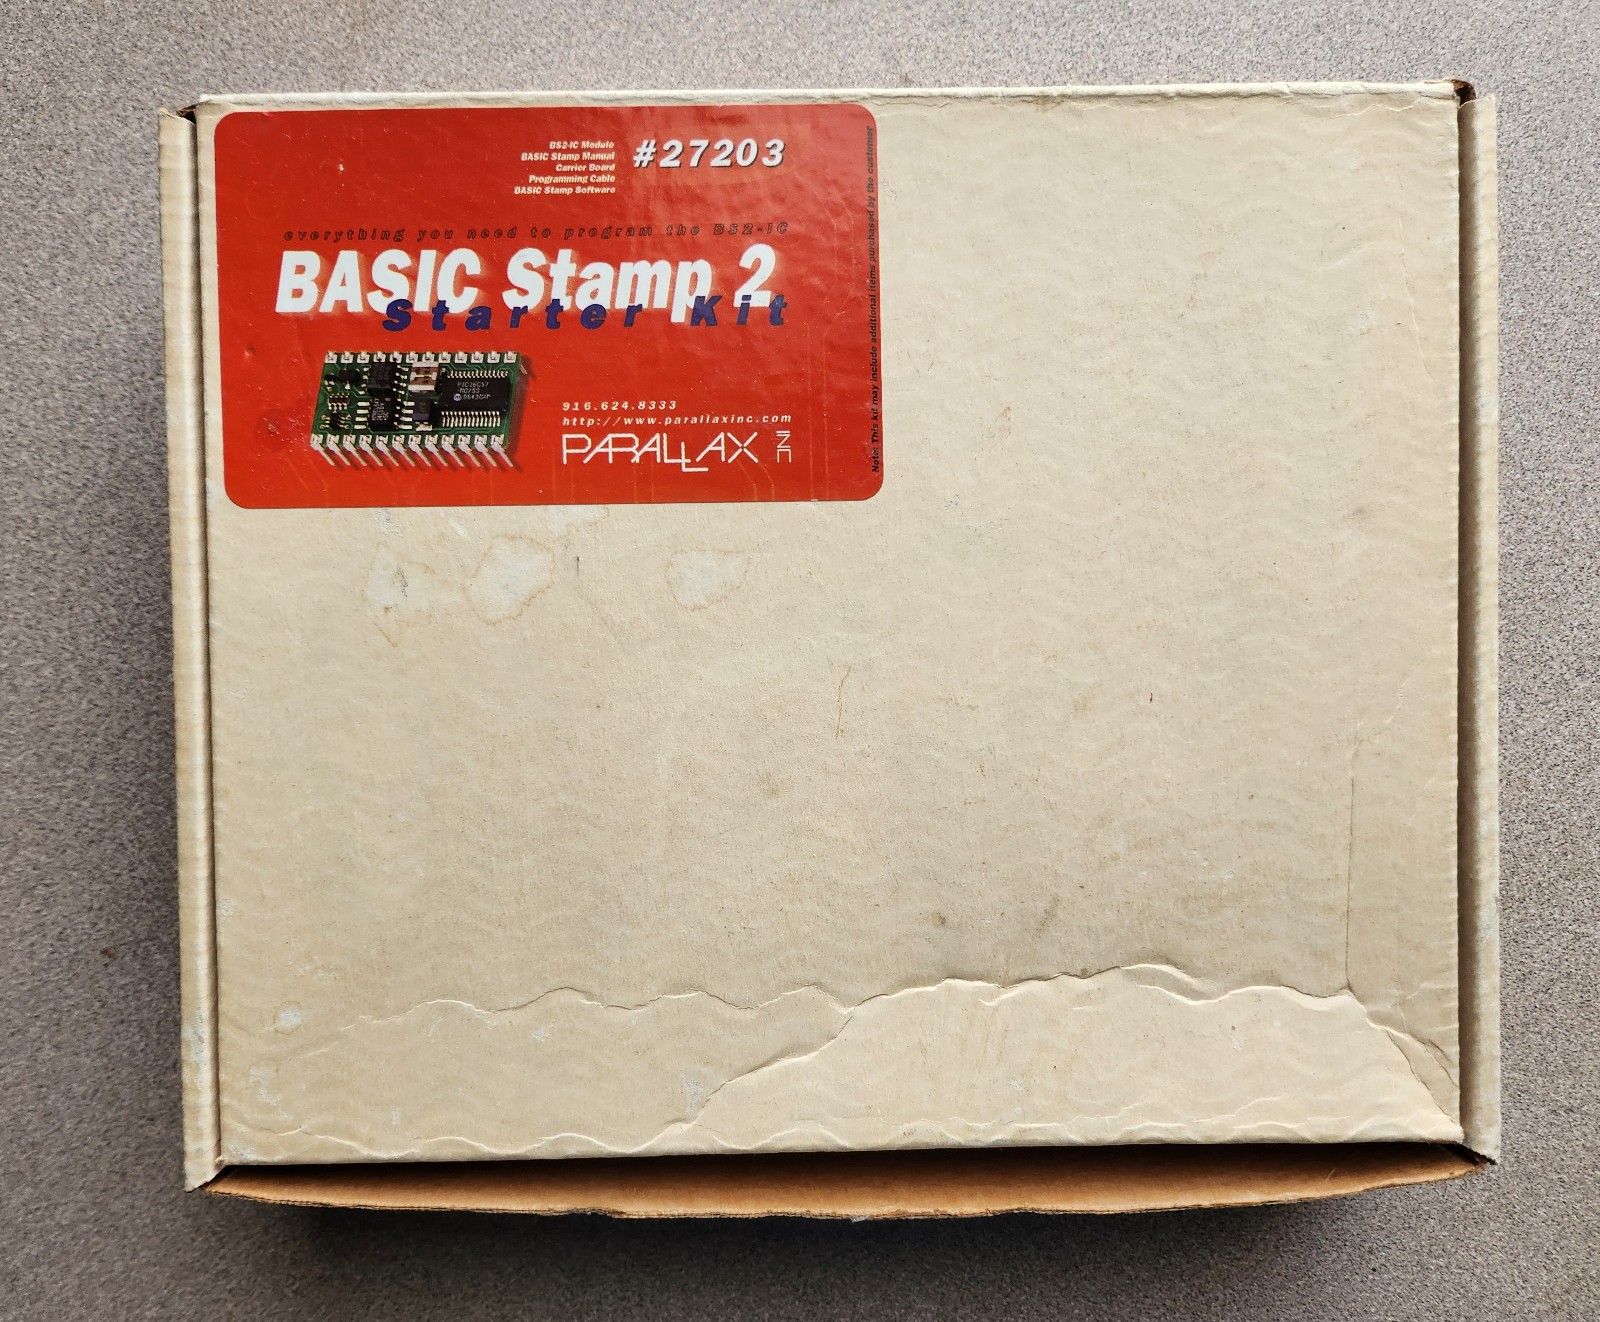 BS2-IC Module
BASIC Stamp Manual
Carrier Board
Programming Cable
BASIC Stamp Software
#27203
everything you need to program the BS2-IC
BASIC Stamp 2
Starter Kit
PIC16C57
916.624.8333
http://www.parallaxinc.com
PARALLAX INC
Note: This kit may include additional items purchased by the customer